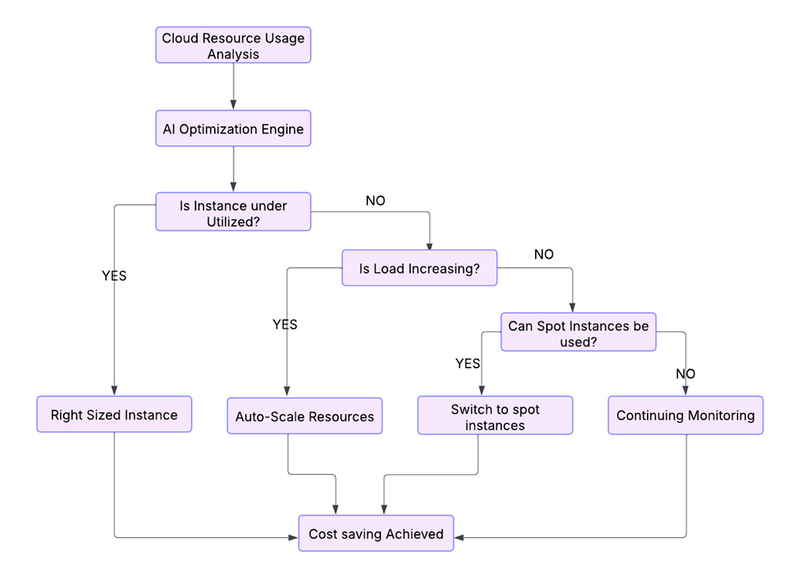 Cloud Resource Usage
Analysis
AI Optimization Engine
Is Instance under
Utilized?
NO
Is Load Increasing?
NO
YES
Can Spot Instances be
used?
YES
YES
NO
Right Sized Instance
Auto-Scale Resources
Switch to spot
instances
Continuing Monitoring
Cost saving Achieved